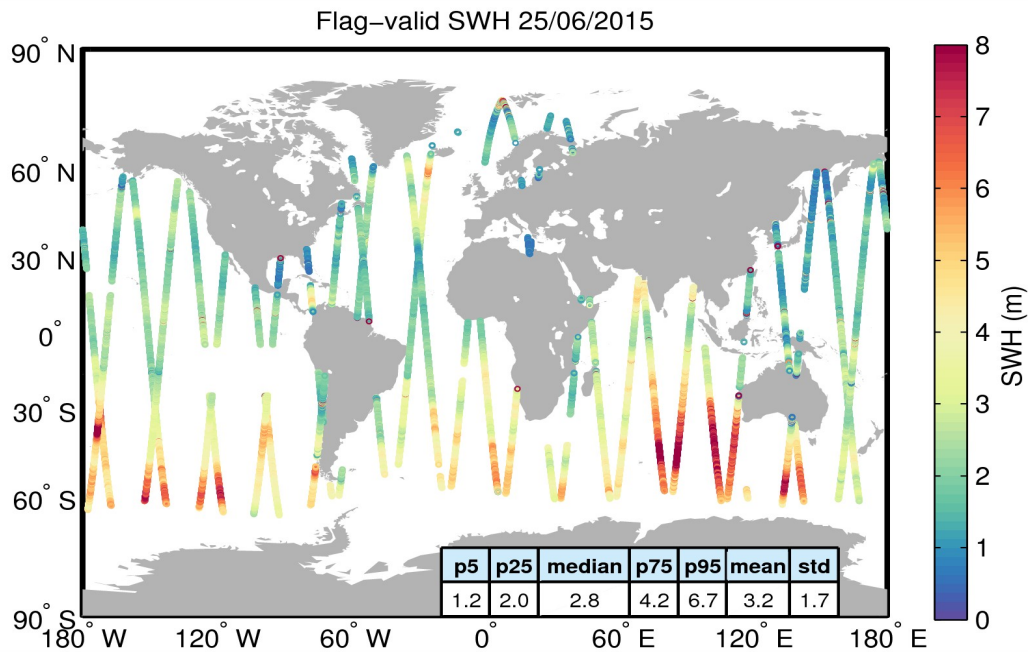 Flag−valid SWH 25/06/2015
90° N
60° N
30° N
0°
30° S
60° S
90° S
180° W
120° W
60° W
0°
60° E
120° E
180° E
p5 p25 median p75 p95 mean std
1.2 2.0 2.8 4.2 6.7 3.2 1.7
8
7
6
5
4
3
2
1
0
SWH (m)